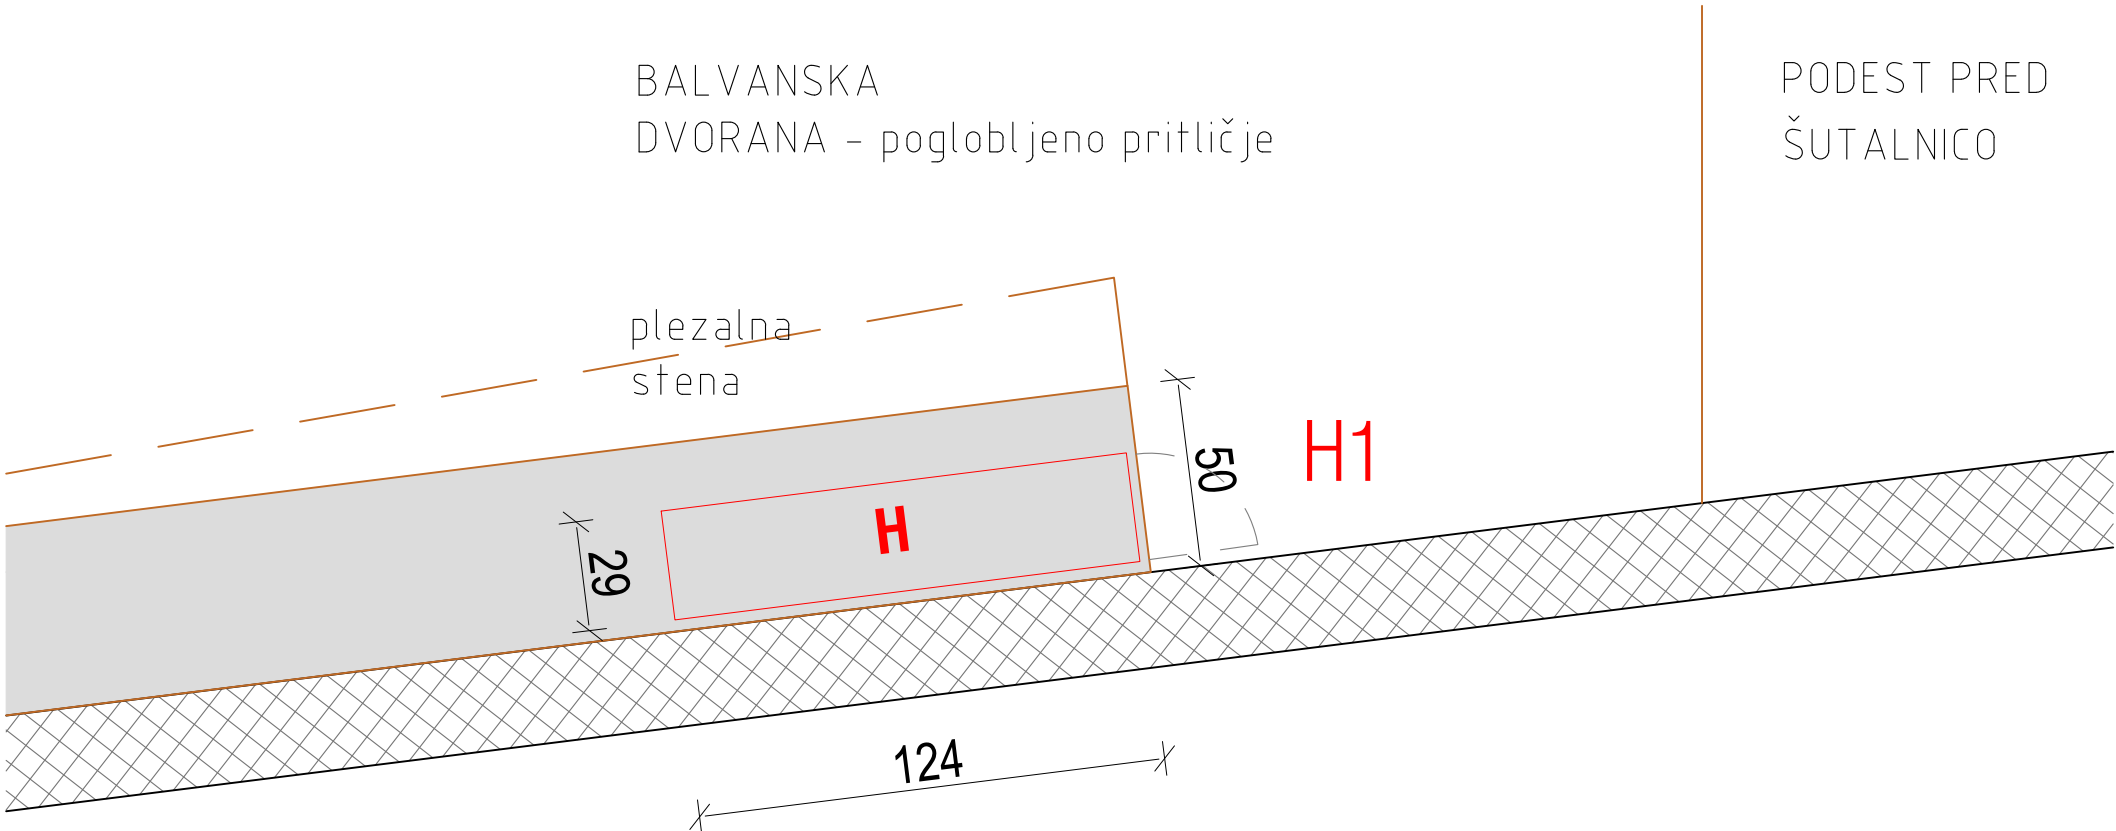 BALVANSKA
DVORANA - poglobljeno pritličje
PODEST PRED
ŠUTALNICO
plezalna
stena
50
H1
H
29
124